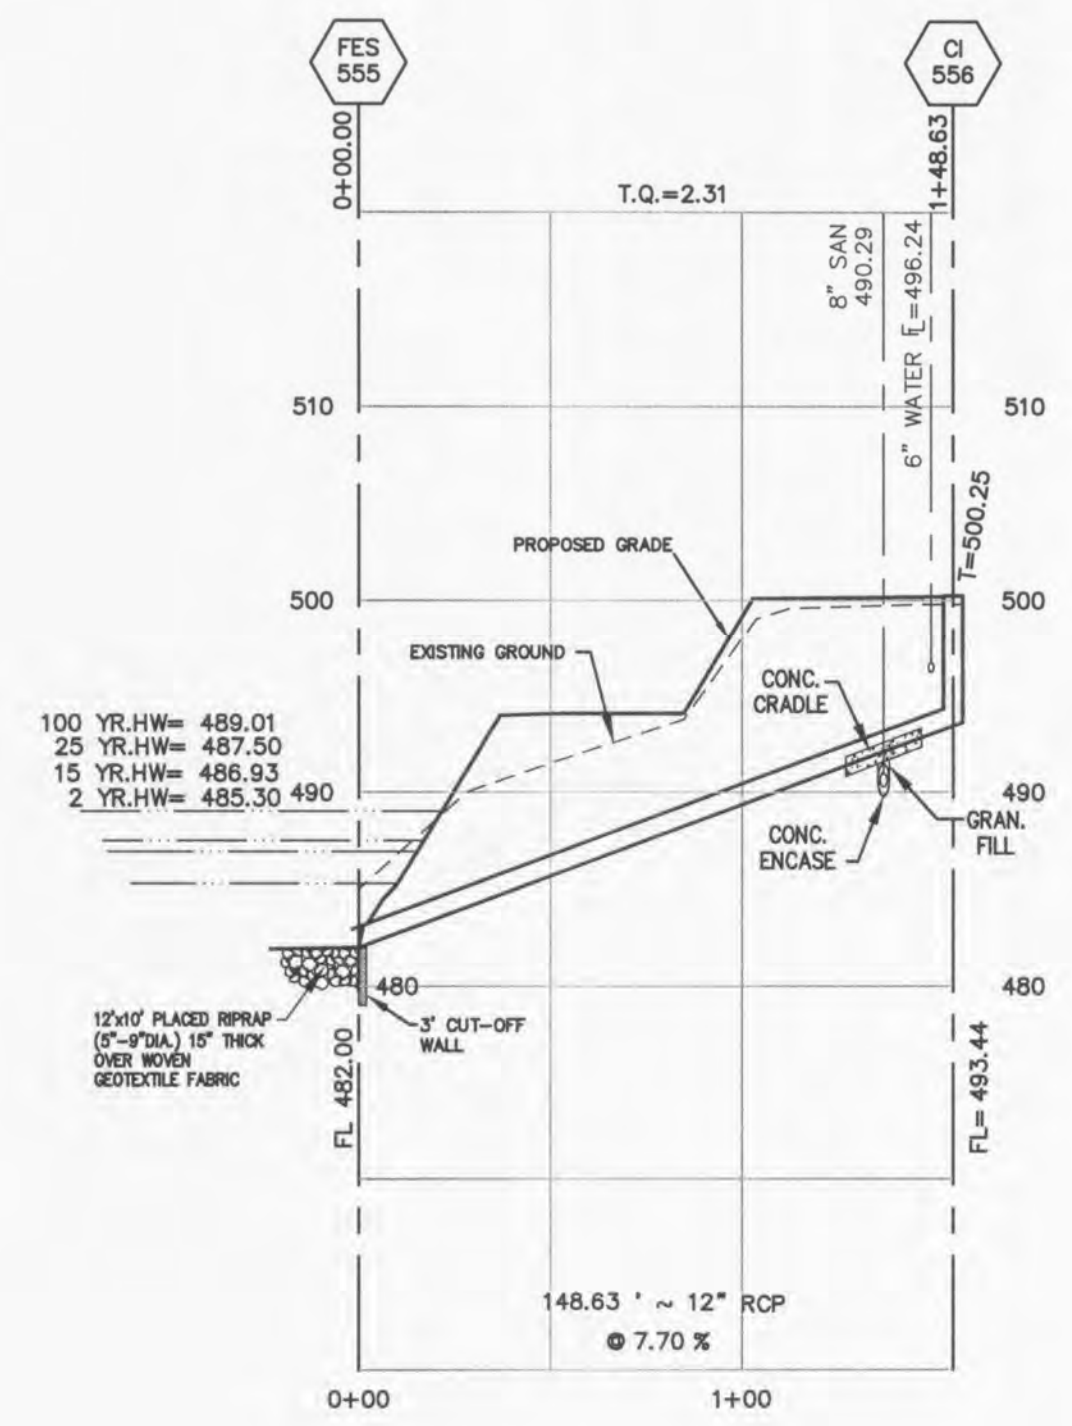 FES
555
CI
556
0+00.00
1+48.63
T.Q.=2.31
8" SAN
490.29
6" WATER FL=496.24
510
510
T=500.25
PROPOSED GRADE
500
500
EXISTING GROUND
CONC.
CRADLE
100 YR.HW= 489.01
25 YR.HW= 487.50
15 YR.HW= 486.93
2 YR.HW= 485.30
490
490
GRAN.
FILL
CONC.
ENCASE
480
480
12'x10' PLACED RIPRAP
(5"-9"DIA.) 15" THICK
OVER WOVEN
GEOTEXTILE FABRIC
3' CUT-OFF
WALL
FL 482.00
FL= 493.44
148.63 ' ~ 12" RCP
@ 7.70 %
0+00
1+00